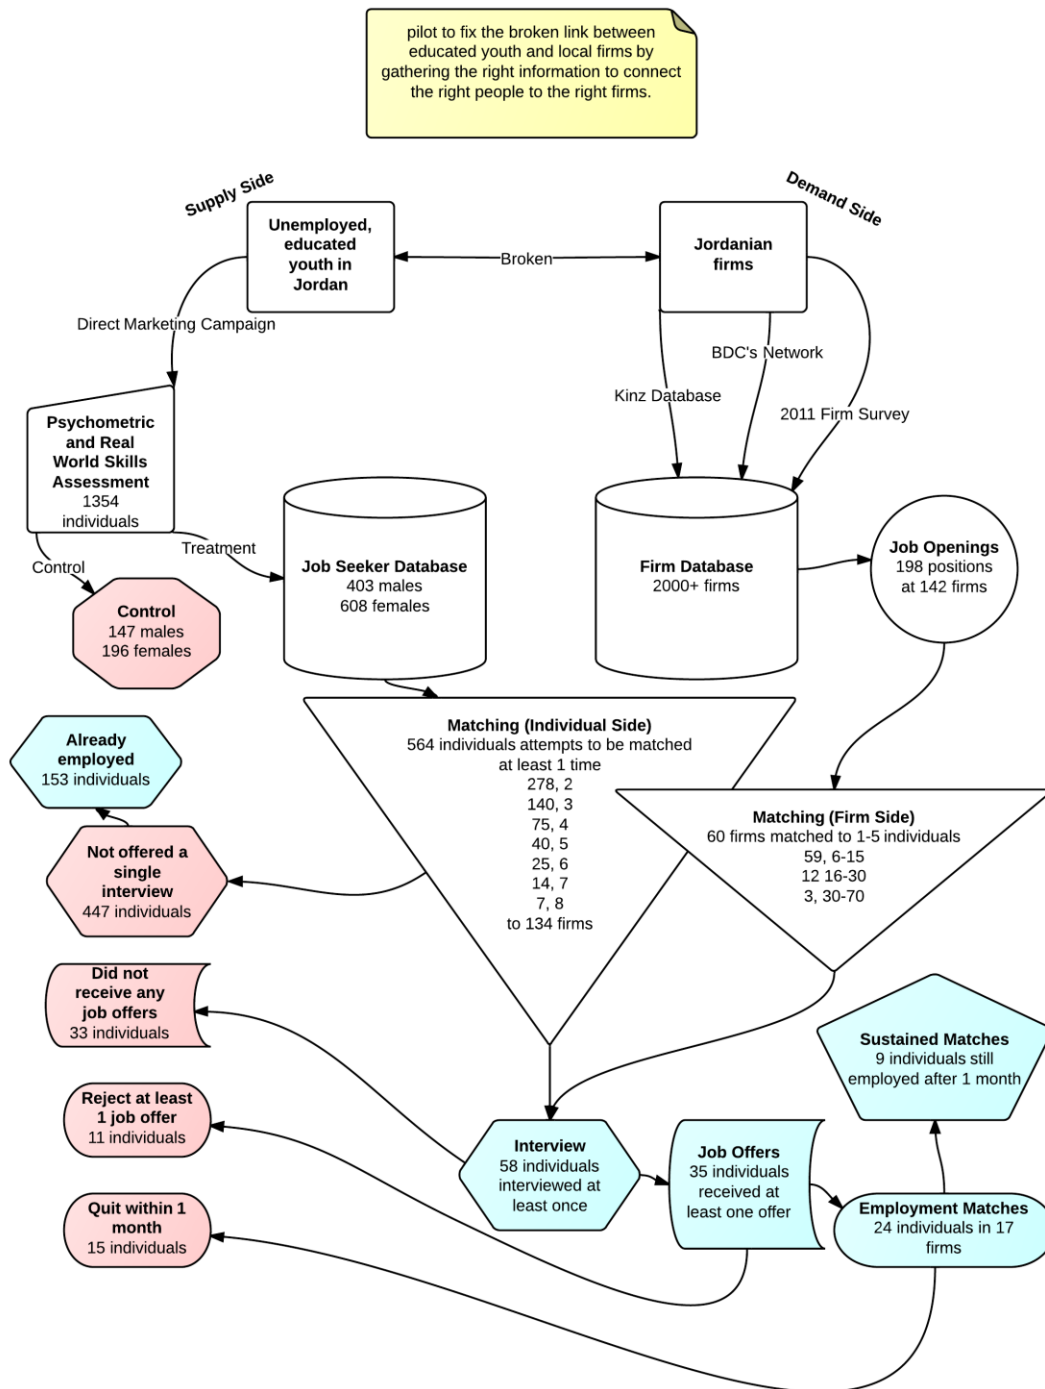 pilot to fix the broken link between
educated youth and local firms by
gathering the right information to connect
the right people to the right firms.
Supply Side
Demand Side
Unemployed,
educated
youth in
Jordan
Broken
Jordanian
firms
Direct Marketing Campaign
BDC's Network
Kinz Database
2011 Firm Survey
Psychometric
and Real
World Skills
Assessment
1354
individuals
Treatment
Control
Job Seeker Database
403 males
608 females
Firm Database
2000+ firms
Job Openings
198 positions
at 142 firms
Control
147 males
196 females
Matching (Individual Side)
564 individuals attempts to be matched
at least 1 time
278, 2
140, 3
75, 4
40, 5
25, 6
14, 7
7, 8
to 134 firms
Already
employed
153 individuals
Matching (Firm Side)
60 firms matched to 1-5 individuals
59, 6-15
12 16-30
3, 30-70
Not offered a
single
interview
447 individuals
Did not
receive any
job offers
33 individuals
Sustained Matches
9 individuals still
employed after 1 month
Reject at least
1 job offer
11 individuals
Interview
58 individuals
interviewed at
least once
Job Offers
35 individuals
received at
least one offer
Employment Matches
24 individuals in 17
firms
Quit within 1
month
15 individuals